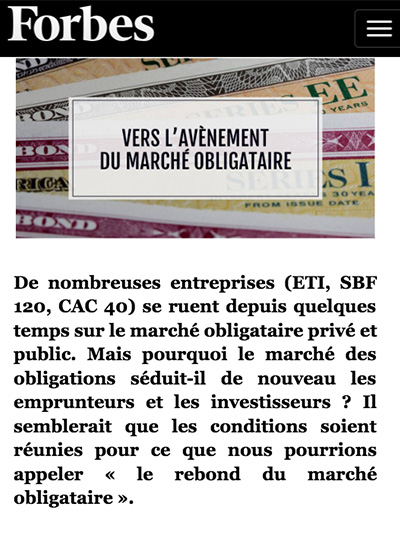 Forbes
EE
30 YEARS
BOND
SERIES I
FROM ISSUE DATE
BOND
VERS L’AVÈNEMENT
DU MARCHÉ OBLIGATAIRE
De nombreuses entreprises (ETI, SBF
120, CAC 40) se ruent depuis quelques
temps sur le marché obligataire privé et
public. Mais pourquoi le marché des
obligations séduit-il de nouveau les
emprunteurs et les investisseurs ? Il
semblerait que les conditions soient
réunies pour ce que nous pourrions
appeler « le rebond du marché
obligataire ».